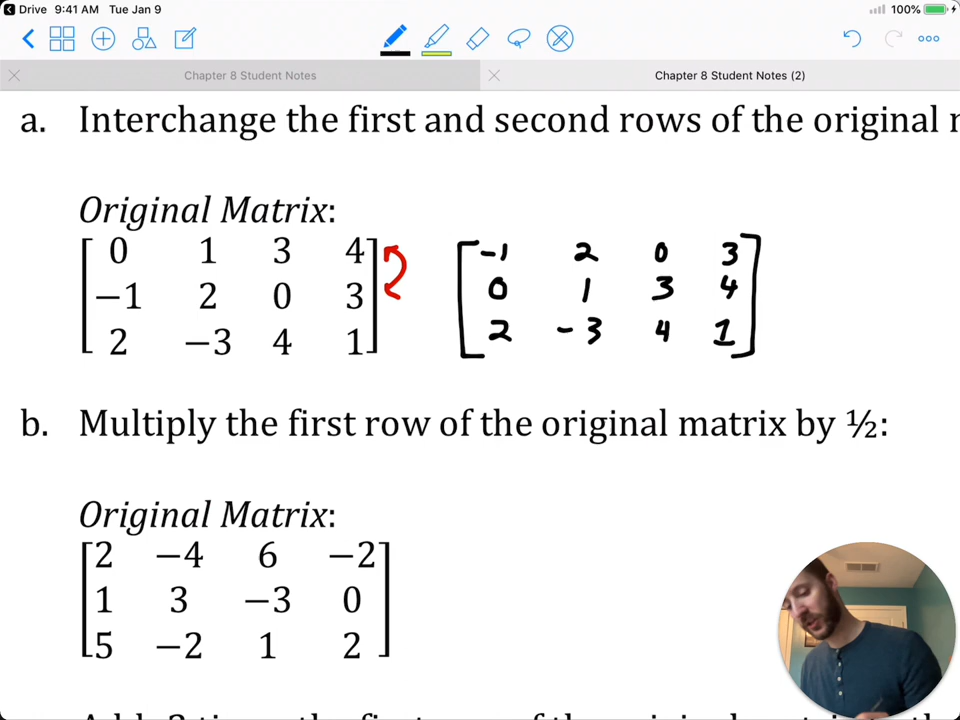 Drive 9:41 AM Tue Jan 9 100%
Chapter 8 Student Notes Chapter 8 Student Notes (2)
a. Interchange the first and second rows of the original
Original Matrix:
0 1 3 4
−1 2 0 3
2 −3 4 1
-1 2 0 3
0 1 3 4
2 -3 4 1
b. Multiply the first row of the original matrix by ½:
Original Matrix:
2 −4 6 −2
1 3 −3 0
5 −2 1 2